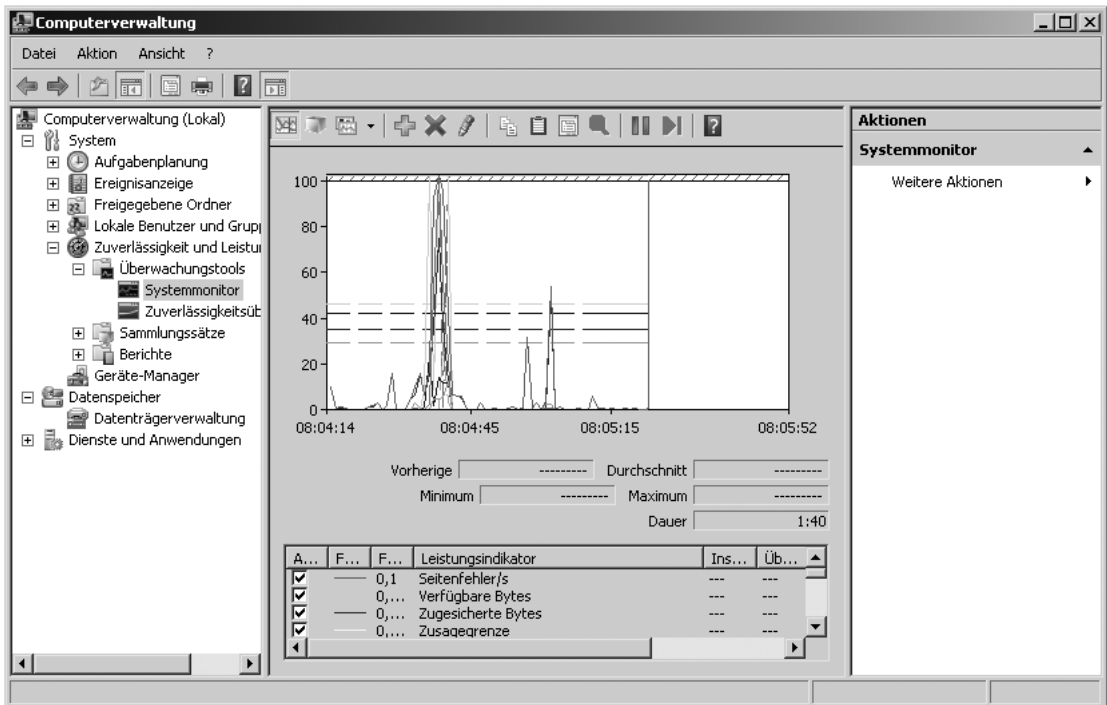 Computerverwaltung
Datei Aktion Ansicht ?
Computerverwaltung (Lokal)
System
Aufgabenplanung
Ereignisanzeige
Freigegebene Ordner
Lokale Benutzer und Grup
Zuverlässigkeit und Leistu
Überwachungstools
Systemmonitor
Zuverlässigkeitsüb
Sammlungssätze
Berichte
Geräte-Manager
Datenspeicher
Datenträgerverwaltung
Dienste und Anwendungen
100
80
60
40
20
0
08:04:14 08:04:45 08:05:15 08:05:52
Vorherige --------- Durchschnitt ---------
Minimum --------- Maximum ---------
Dauer 1:40
A... F... F... Leistungsindikator Ins... Üb...
0,1 Seitenfehler/s --- ---
0,... Verfügbare Bytes --- ---
0,... Zugesicherte Bytes --- ---
0,... Zusagegrenze --- ---
Aktionen
Systemmonitor
Weitere Aktionen